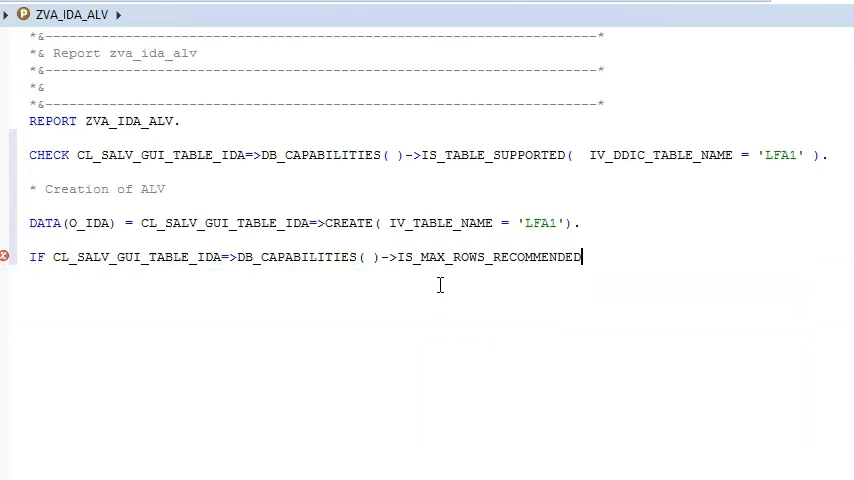 ZVA_IDA_ALV
*&---------------------------------------------------------------------*
*& Report zva_ida_alv
*&---------------------------------------------------------------------*
*&
*&---------------------------------------------------------------------*
REPORT ZVA_IDA_ALV.
CHECK CL_SALV_GUI_TABLE_IDA=>DB_CAPABILITIES( )->IS_TABLE_SUPPORTED(  IV_DDIC_TABLE_NAME = 'LFA1' ).
* Creation of ALV
DATA(O_IDA) = CL_SALV_GUI_TABLE_IDA=>CREATE( IV_TABLE_NAME = 'LFA1').
IF CL_SALV_GUI_TABLE_IDA=>DB_CAPABILITIES( )->IS_MAX_ROWS_RECOMMENDED